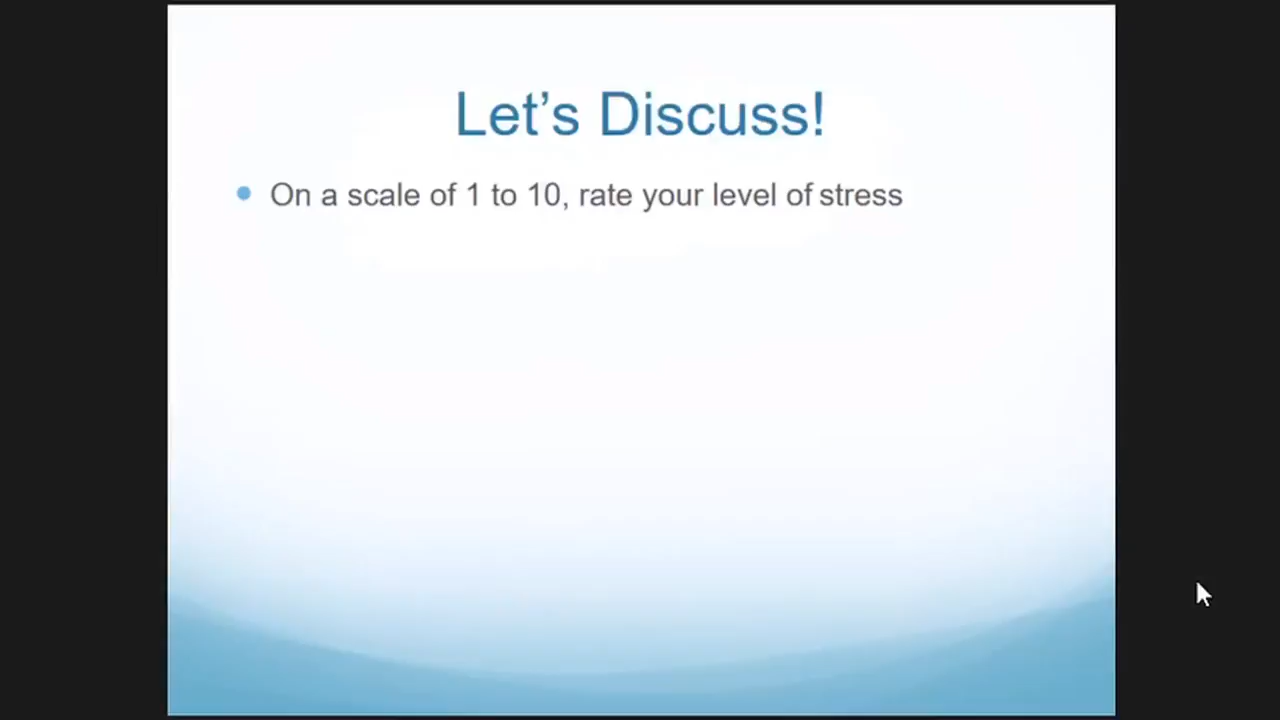 Let’s Discuss!
On a scale of 1 to 10, rate your level of stress